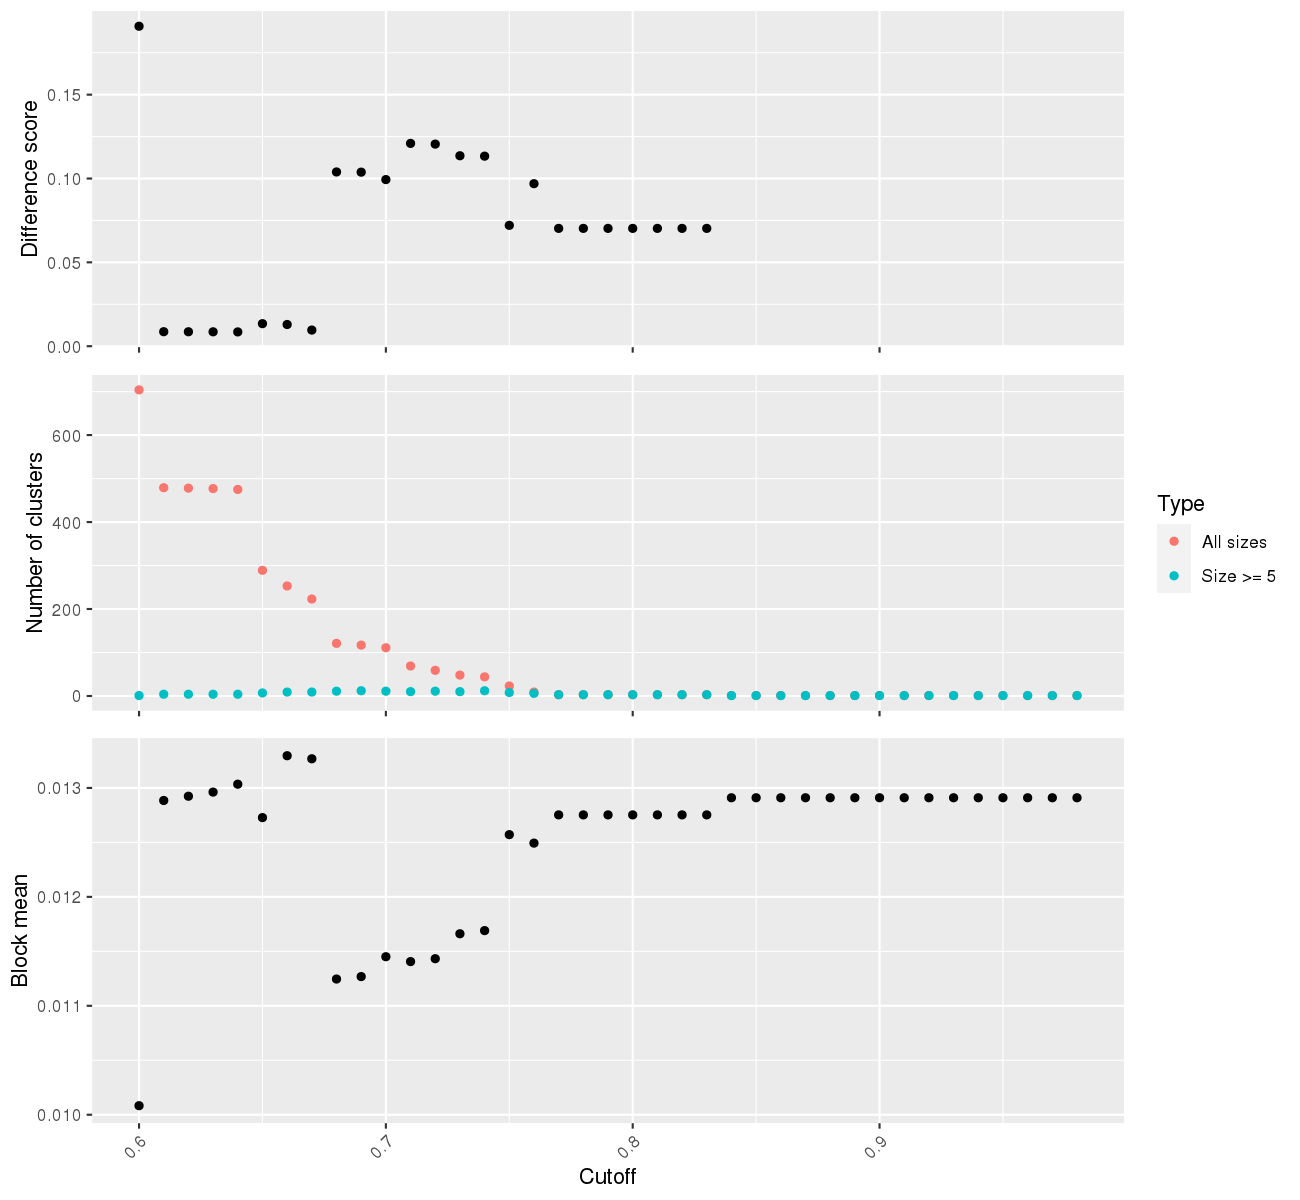 Difference score
0.15
0.10
0.05
0.00
Number of clusters
600
400
200
0
Type
All sizes
Size >= 5
Block mean
0.013
0.012
0.011
0.010
0.6
0.7
0.8
0.9
Cutoff